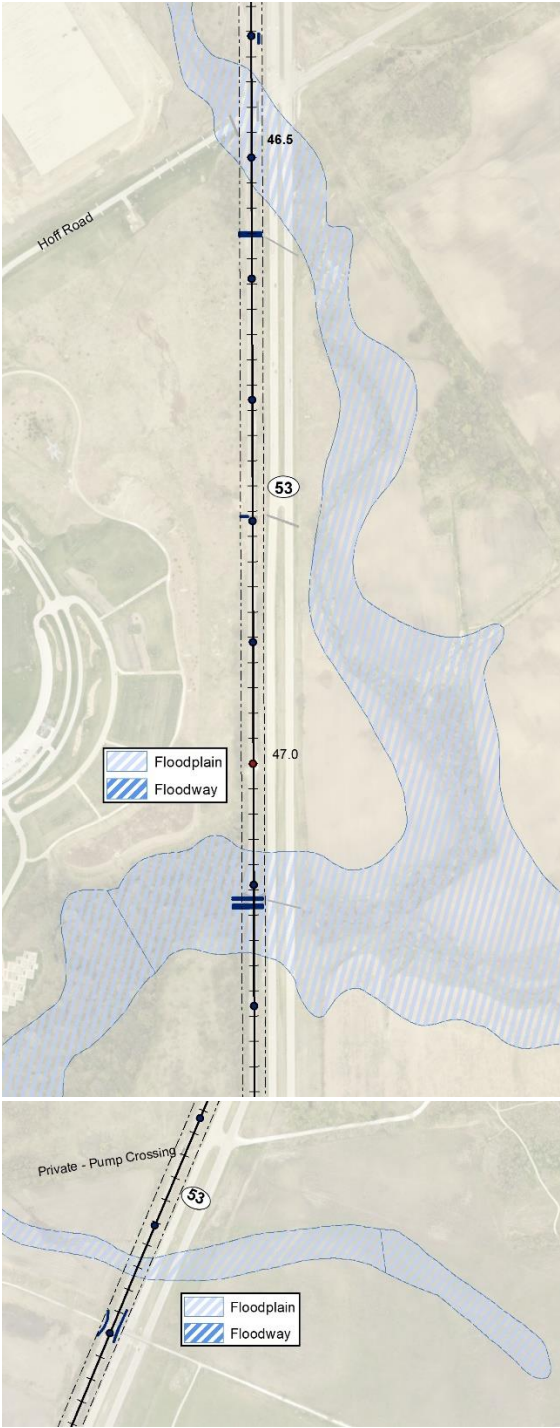 46.5
Hoff Road
53
47.0
Floodplain
Floodway
Private - Pump Crossing
53
Floodplain
Floodway